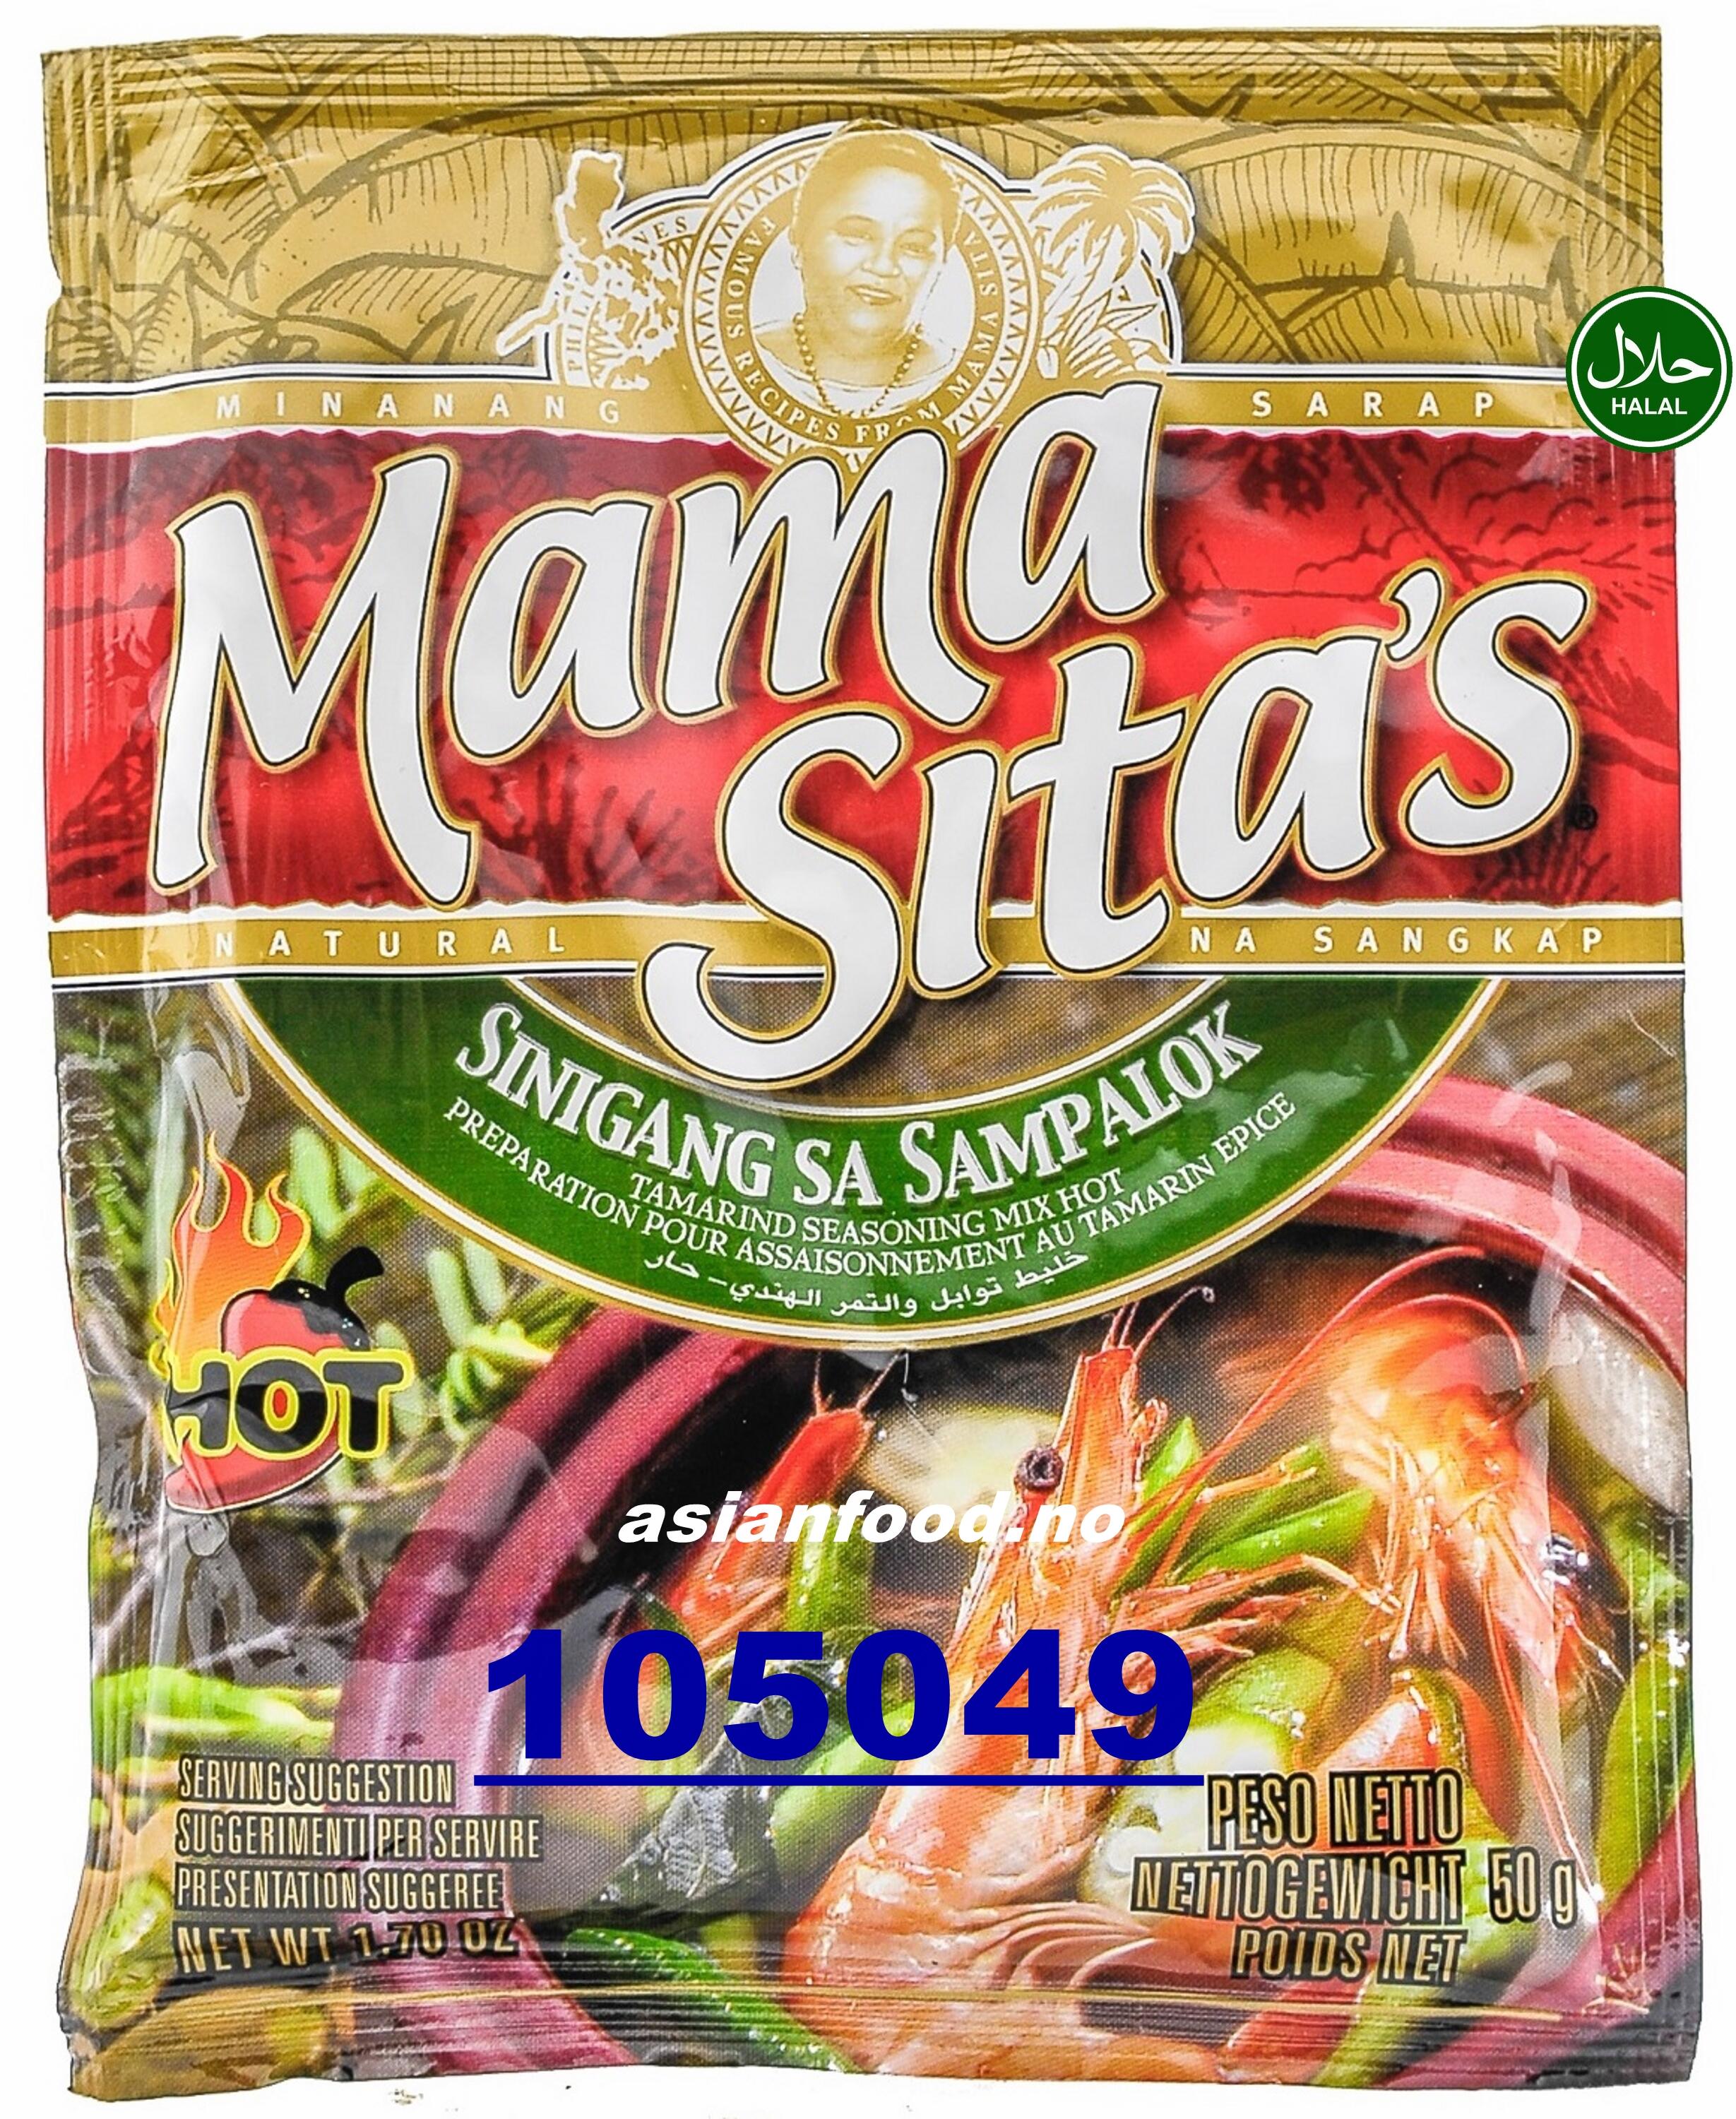 PHILIPPINES
FAMOUS RECIPES FROM MAMA SITA
MINANANG SARAP
حلال
HALAL
Mama
Sita's®
NATURAL NA SANGKAP
SINIGANG SA SAMPALOK
TAMARIND SEASONING MIX HOT
PREPARATION POUR ASSAISONNEMENT AU TAMARIN EPICE
خليط توابل والتمر الهندي - حار
HOT
asianfood.no
105049
SERVING SUGGESTION
SUGGERIMENTI PER SERVIRE
PRESENTATION SUGGEREE
NET WT 1.70 OZ
PESO NETTO
NETTOGEWICHT 50 g
POIDS NET